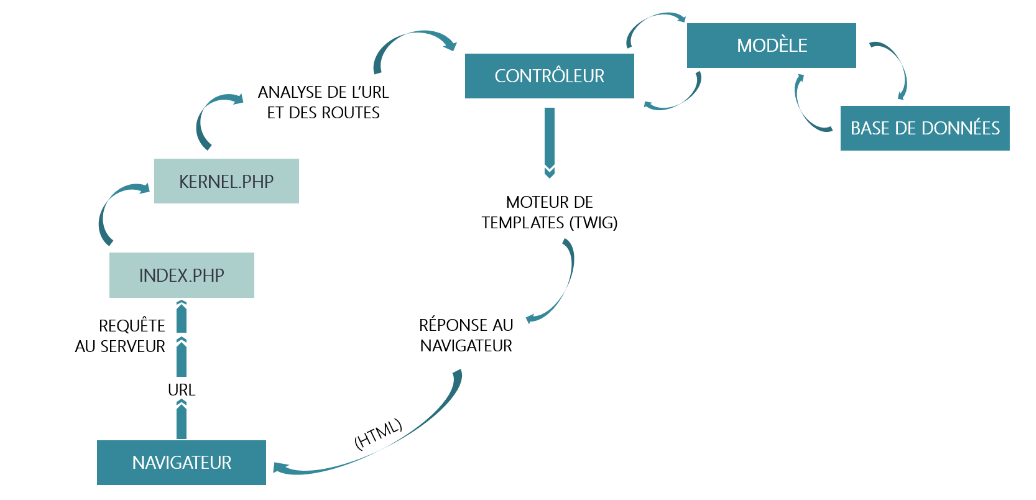 MODÈLE
CONTRÔLEUR
ANALYSE DE L'URL
ET DES ROUTES
BASE DE DONNÉES
KERNEL.PHP
MOTEUR DE
TEMPLATES (TWIG)
INDEX.PHP
REQUÊTE
AU SERVEUR
RÉPONSE AU
NAVIGATEUR
URL
(HTML)
NAVIGATEUR